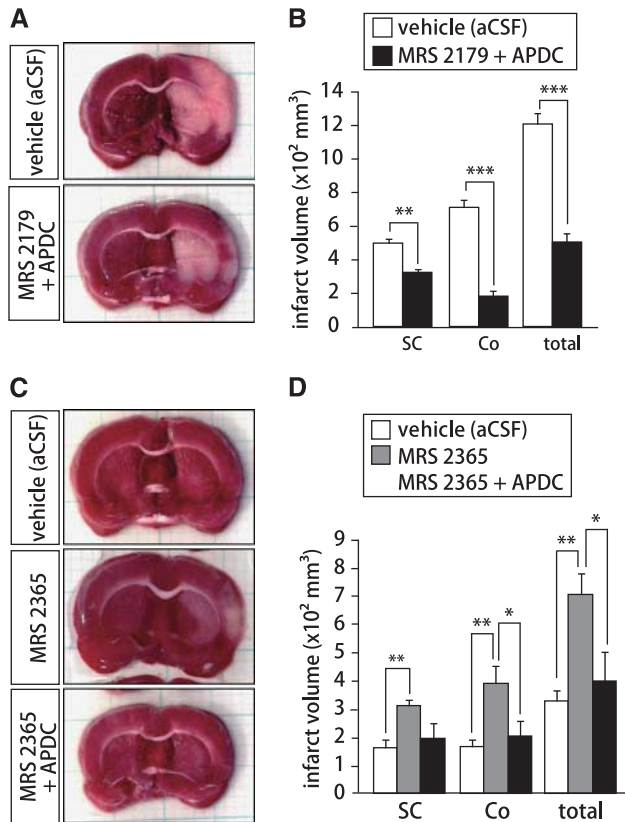 A
vehicle (aCSF)
MRS 2179
+ APDC
B
vehicle (aCSF)
MRS 2179 + APDC
infarct volume (x10² mm³)
14
12
10
8
6
4
2
0
**
***
***
SC Co total
C
vehicle (aCSF)
MRS 2365
MRS 2365
+ APDC
D
vehicle (aCSF)
MRS 2365
MRS 2365 + APDC
infarct volume (x10² mm³)
9
8
7
6
5
4
3
2
1
0
**
** *
** *
SC Co total